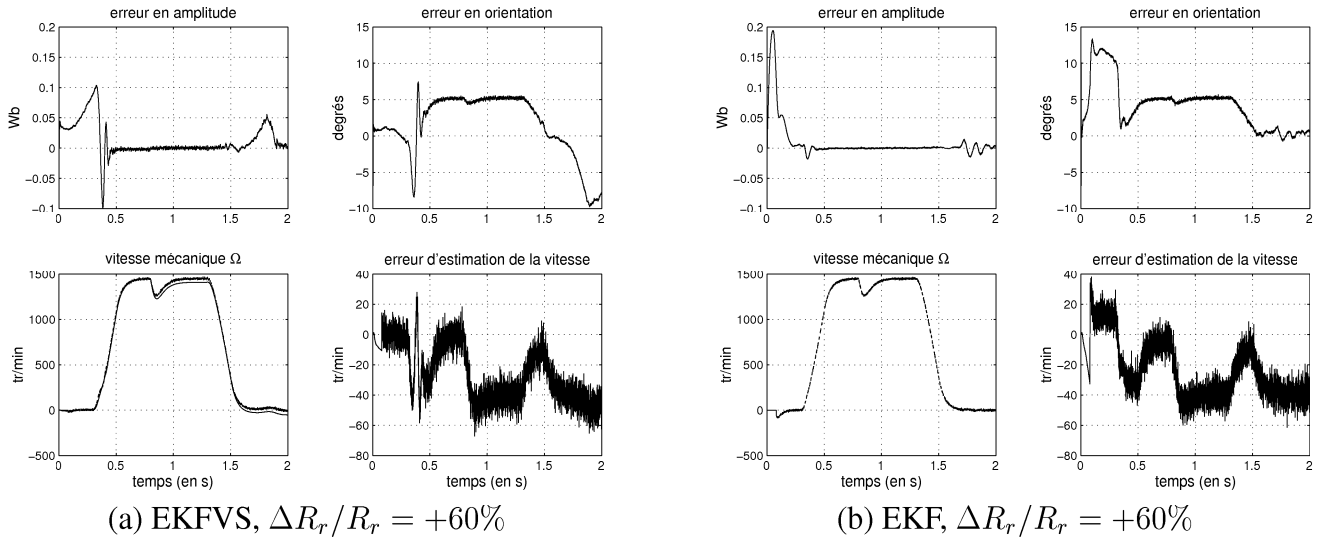 erreur en amplitude
0.2
0.15
0.1
0.05
0
−0.05
−0.1
Wb
0 0.5 1 1.5 2
erreur en orientation
15
10
5
0
−5
−10
degrés
0 0.5 1 1.5 2
vitesse mécanique Ω
1500
1000
500
0
−500
tr/min
0 0.5 1 1.5 2
temps (en s)
erreur d'estimation de la vitesse
40
20
0
−20
−40
−60
−80
tr/min
0 0.5 1 1.5 2
temps (en s)
(a) EKFVS, ΔR_r/R_r = +60%
erreur en amplitude
0.2
0.15
0.1
0.05
0
−0.05
−0.1
Wb
0 0.5 1 1.5 2
erreur en orientation
15
10
5
0
−5
−10
degrés
0 0.5 1 1.5 2
vitesse mécanique Ω
1500
1000
500
0
−500
tr/min
0 0.5 1 1.5 2
temps (en s)
erreur d'estimation de la vitesse
40
20
0
−20
−40
−60
−80
tr/min
0 0.5 1 1.5 2
temps (en s)
(b) EKF, ΔR_r/R_r = +60%